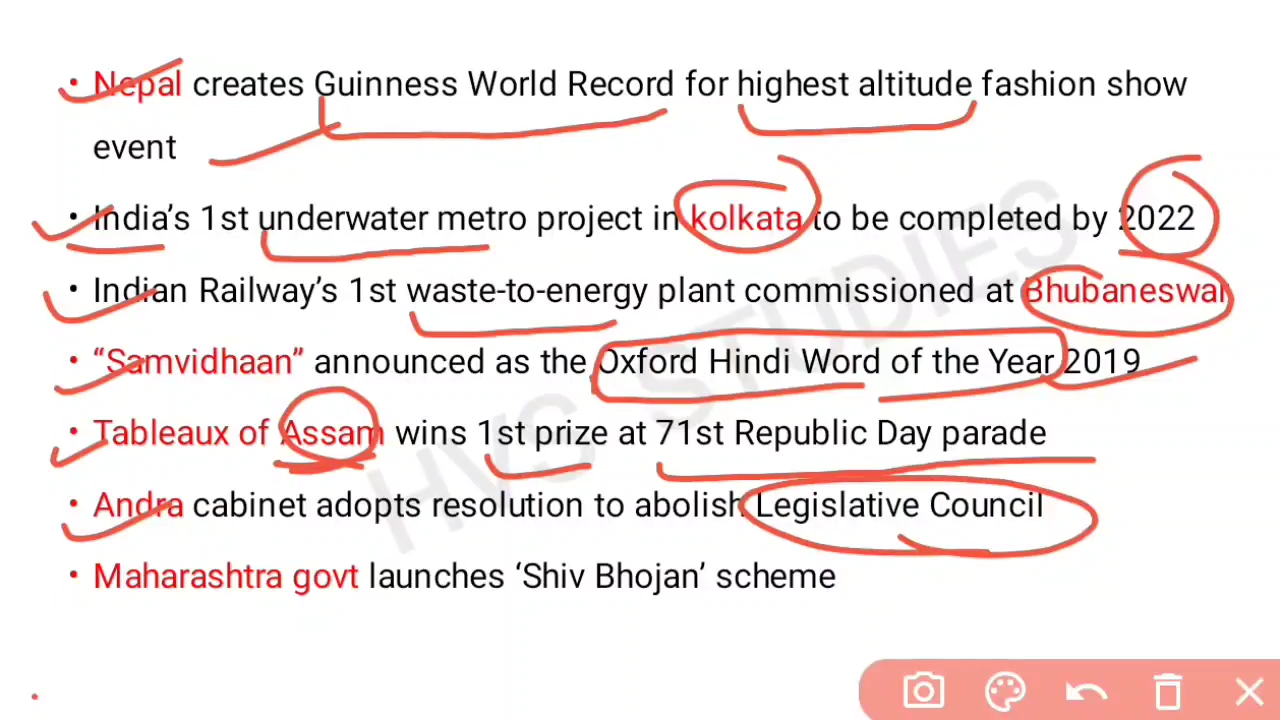 • Nepal creates Guinness World Record for highest altitude fashion show
event
• India’s 1st underwater metro project in kolkata to be completed by 2022
• Indian Railway’s 1st waste-to-energy plant commissioned at Bhubaneswar
• “Samvidhaan” announced as the Oxford Hindi Word of the Year 2019
• Tableaux of Assam wins 1st prize at 71st Republic Day parade
• Andra cabinet adopts resolution to abolish Legislative Council
• Maharashtra govt launches ‘Shiv Bhojan’ scheme
HVS STUDIES